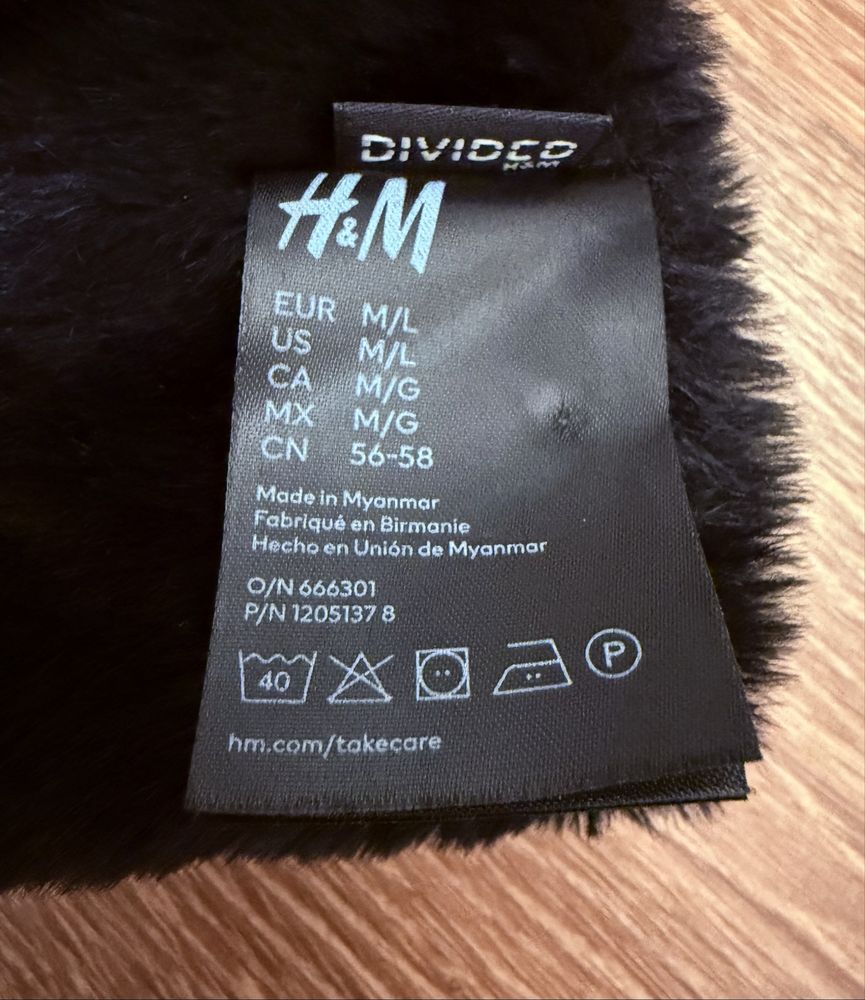 DIVIDED
H&M
H&M
EUR M/L
US M/L
CA M/G
MX M/G
CN 56-58
Made in Myanmar
Fabriqué en Birmanie
Hecho en Unión de Myanmar
O/N 666301
P/N 1205137 8
40
P
hm.com/takecare